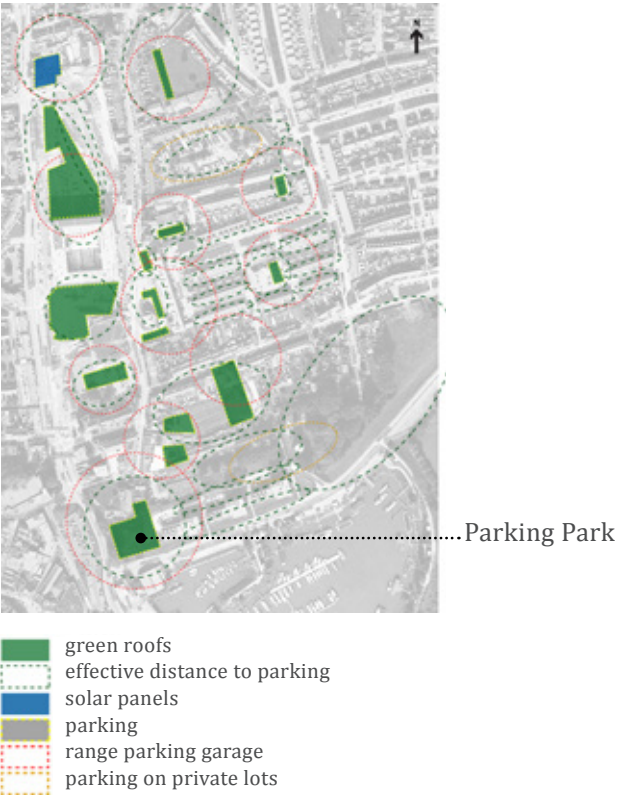 N
Parking Park
green roofs
effective distance to parking
solar panels
parking
range parking garage
parking on private lots